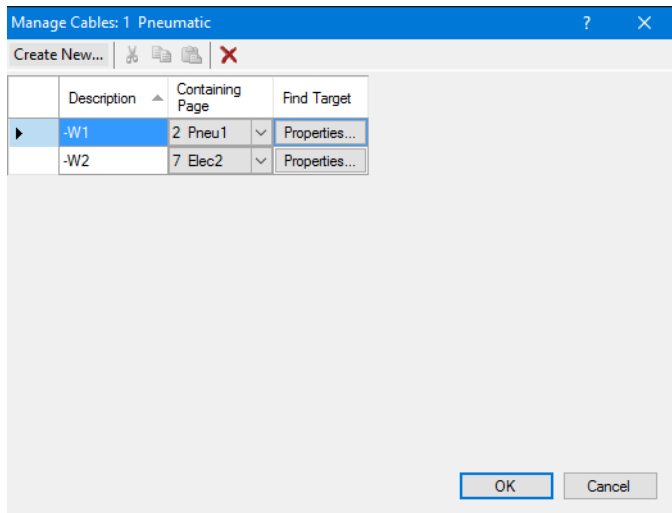 Manage Cables: 1 Pneumatic ?
Create New...
Description Containing Page Find Target
-W1 2 Pneu1 Properties...
-W2 7 Elec2 Properties...
OK Cancel